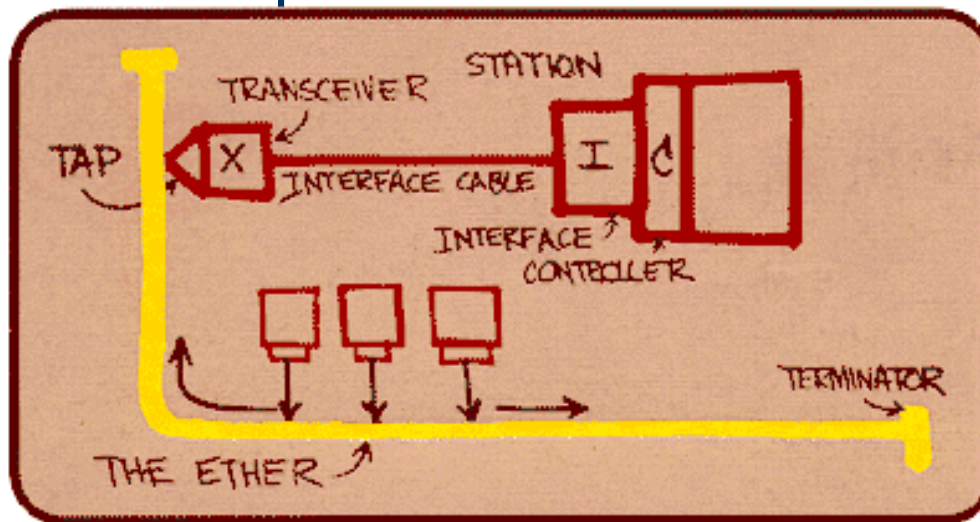 STATION
TRANSCEIVER
TAP
X
I
C
INTERFACE CABLE
INTERFACE
CONTROLLER
TERMINATOR
THE ETHER